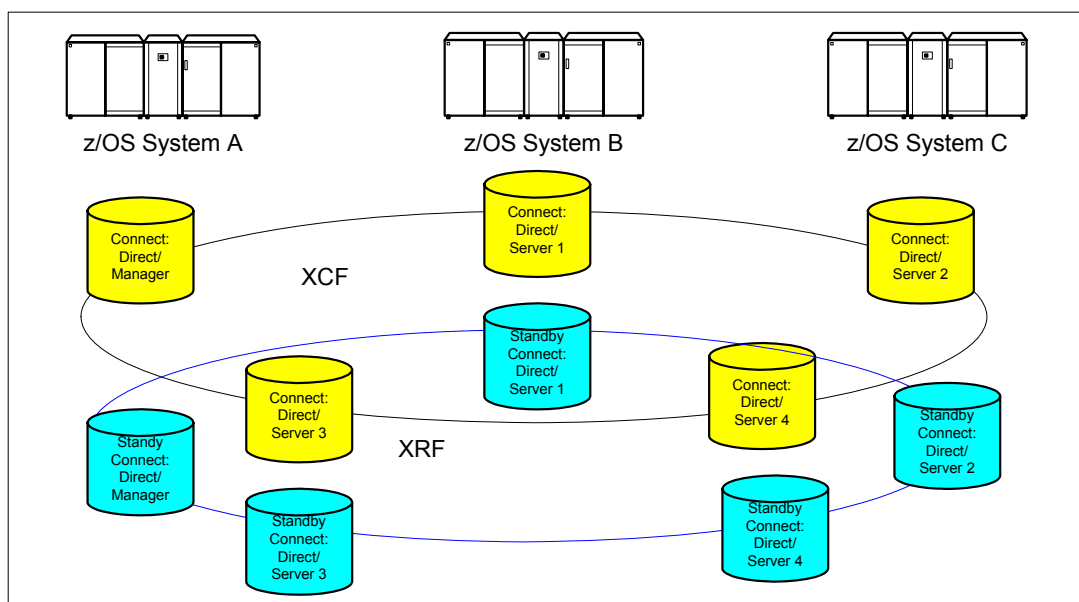 z/OS System A
z/OS System B
z/OS System C
Connect:
Direct/
Manager
Connect:
Direct/
Server 1
Connect:
Direct/
Server 2
XCF
Standby
Connect:
Direct/
Server 1
Connect:
Direct/
Server 3
Connect:
Direct/
Server 4
XRF
Standy
Connect:
Direct/
Manager
Standby
Connect:
Direct/
Server 2
Standby
Connect:
Direct/
Server 3
Standby
Connect:
Direct/
Server 4